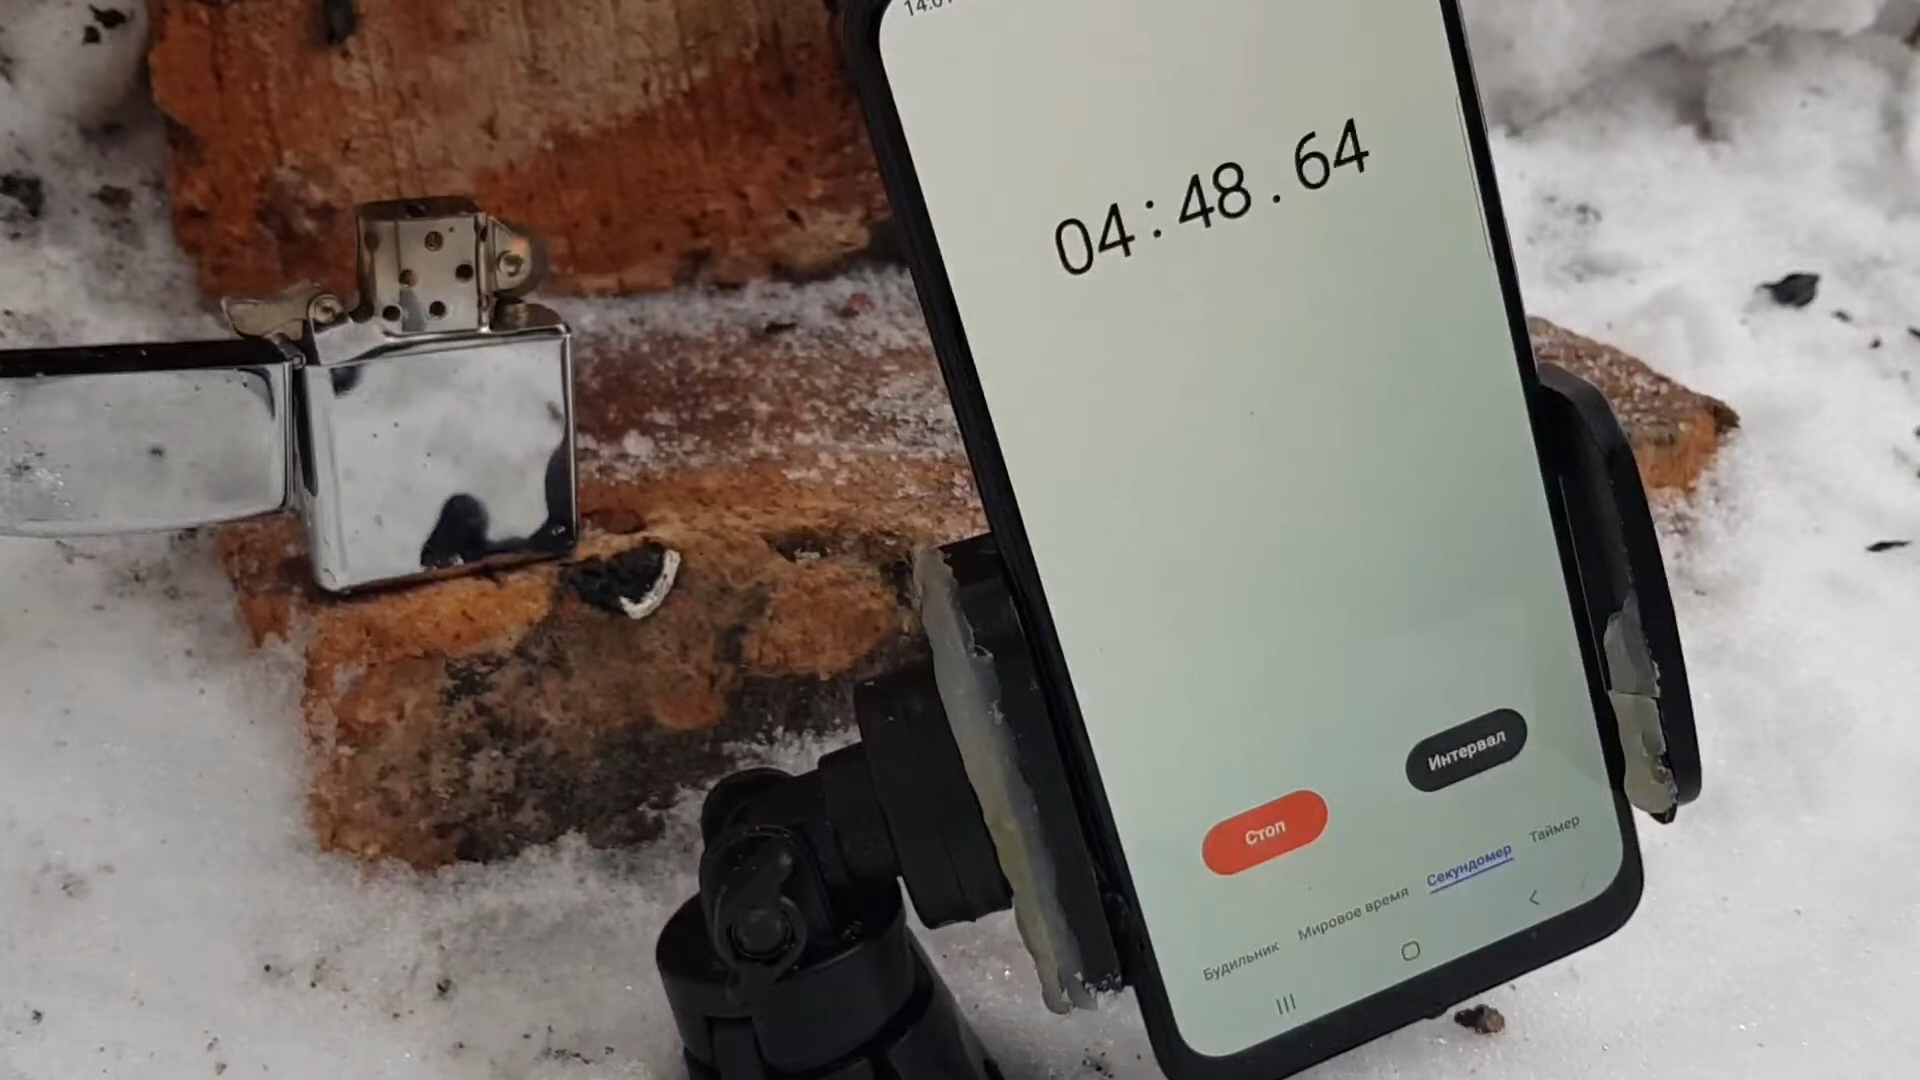 04:48.64
Интервал
Стоп
Будильник Мировое время Секундомер Таймер